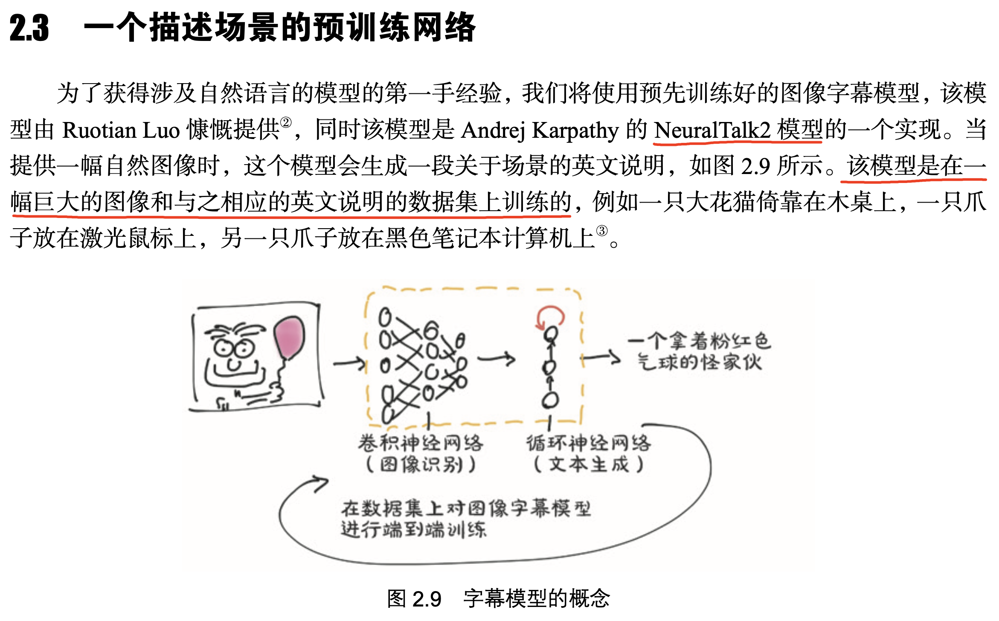 2.3 一个描述场景的预训练网络
为了获得涉及自然语言的模型的第一手经验，我们将使用预先训练好的图像字幕模型，该模
型由 Ruotian Luo 慷慨提供②，同时该模型是 Andrej Karpathy 的 NeuralTalk2 模型的一个实现。当
提供一幅自然图像时，这个模型会生成一段关于场景的英文说明，如图 2.9 所示。该模型是在一
幅巨大的图像和与之相应的英文说明的数据集上训练的，例如一只大花猫倚靠在木桌上，一只爪
子放在激光鼠标上，另一只爪子放在黑色笔记本计算机上③。
一个拿着粉红色
气球的怪家伙
卷积神经网络
（图像识别）
循环神经网络
（文本生成）
在数据集上对图像字幕模型
进行端到端训练
图 2.9 字幕模型的概念